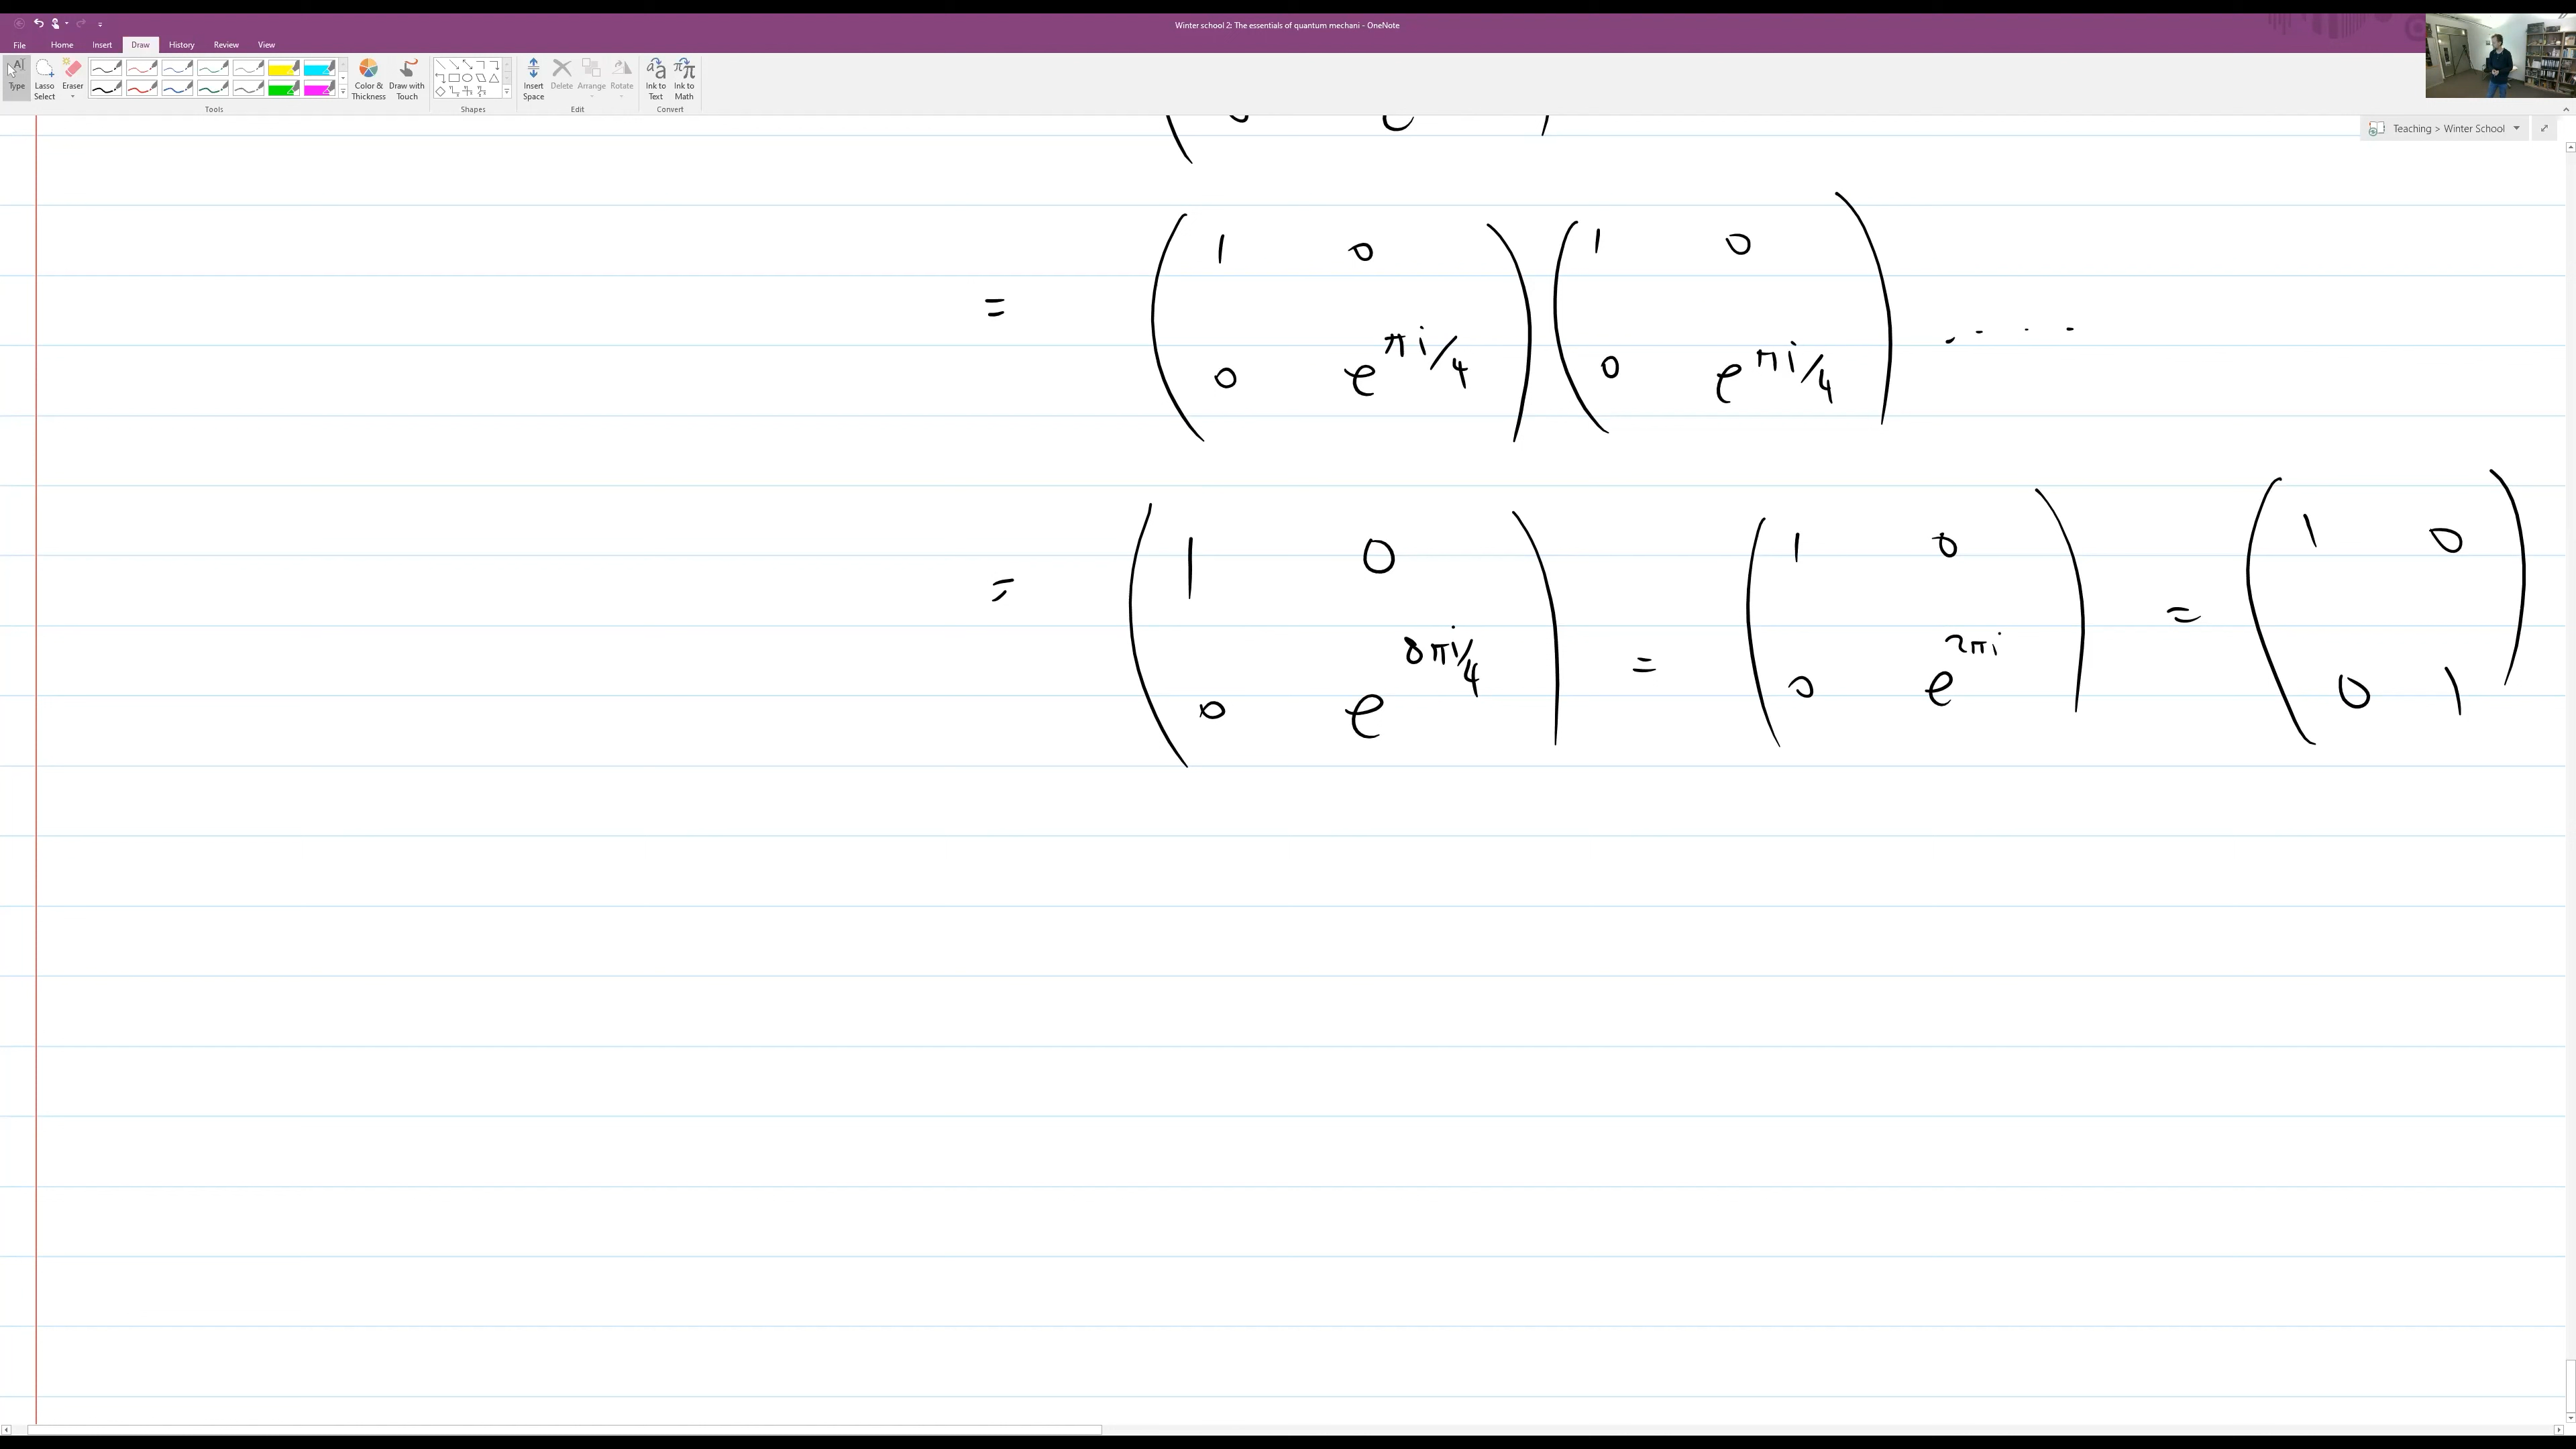 Winter school 2: The essentials of quantum mechani - OneNote
File Home Insert Draw History Review View
Type Lasso Select Eraser Color & Thickness Draw with Touch Insert Space Delete Arrange Rotate Ink to Text Ink to Math
Tools Shapes Edit Convert
Teaching > Winter School
0 e
1 0 1 0
= . . . .
0 e^{πi/4} 0 e^{πi/4}
1 0 1 0 1 0
= = =
0 e^{8πi/4} 0 e^{2πi} 0 1